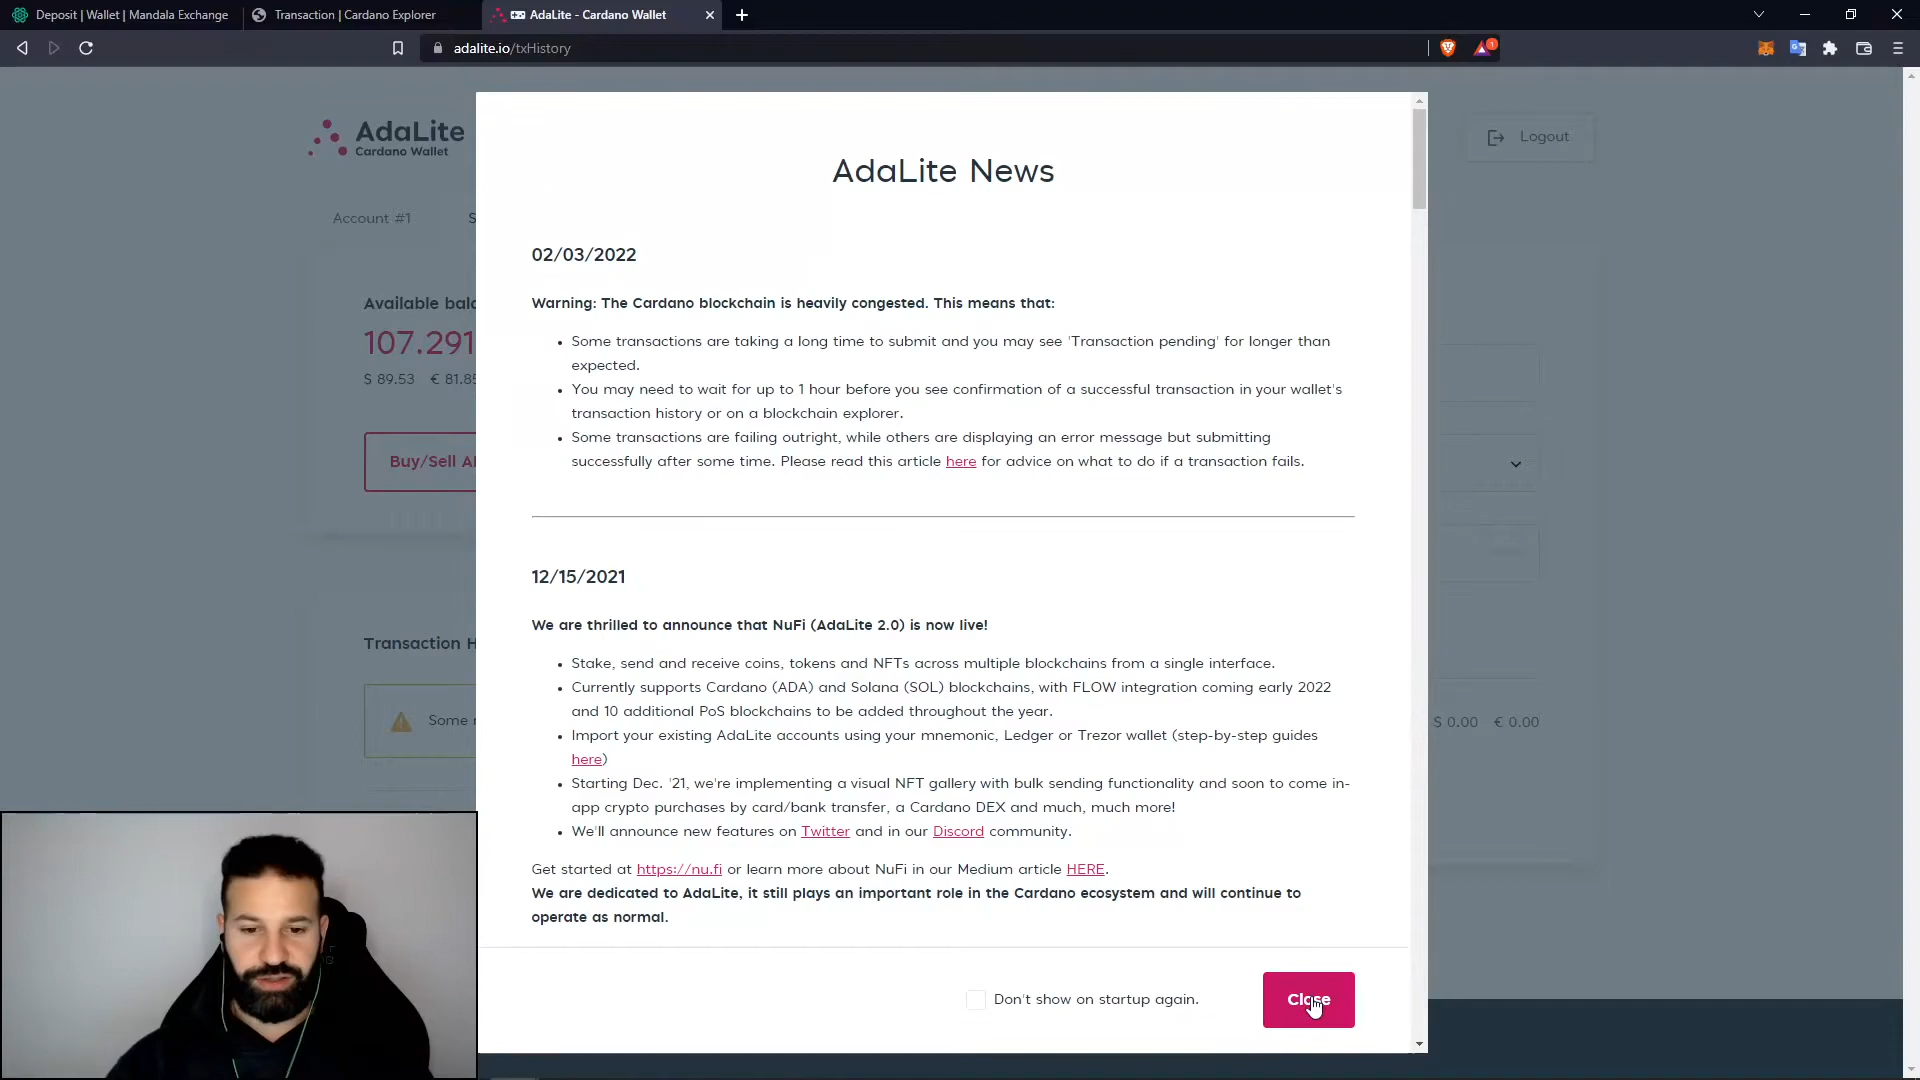 Deposit | Wallet | Mandala Exchange
Transaction | Cardano Explorer
AdaLite - Cardano Wallet
adalite.io/txHistory
1
AdaLite
Cardano Wallet
Logout
Account #1
S
AdaLite News
02/03/2022
Available bala
107.291
$ 89.53 € 81.85
Warning: The Cardano blockchain is heavily congested. This means that:
• Some transactions are taking a long time to submit and you may see 'Transaction pending' for longer than
expected.
• You may need to wait for up to 1 hour before you see confirmation of a successful transaction in your wallet's
transaction history or on a blockchain explorer.
• Some transactions are failing outright, while others are displaying an error message but submitting
successfully after some time. Please read this article here for advice on what to do if a transaction fails.
Buy/Sell A
12/15/2021
We are thrilled to announce that NuFi (AdaLite 2.0) is now live!
Transaction H
• Stake, send and receive coins, tokens and NFTs across multiple blockchains from a single interface.
• Currently supports Cardano (ADA) and Solana (SOL) blockchains, with FLOW integration coming early 2022
and 10 additional PoS blockchains to be added throughout the year.
Some
$ 0.00 € 0.00
• Import your existing AdaLite accounts using your mnemonic, Ledger or Trezor wallet (step-by-step guides
here)
• Starting Dec. '21, we're implementing a visual NFT gallery with bulk sending functionality and soon to come in-
app crypto purchases by card/bank transfer, a Cardano DEX and much, much more!
• We'll announce new features on Twitter and in our Discord community.
Get started at https://nu.fi or learn more about NuFi in our Medium article HERE.
We are dedicated to AdaLite, it still plays an important role in the Cardano ecosystem and will continue to
operate as normal.
Don't show on startup again.
Close